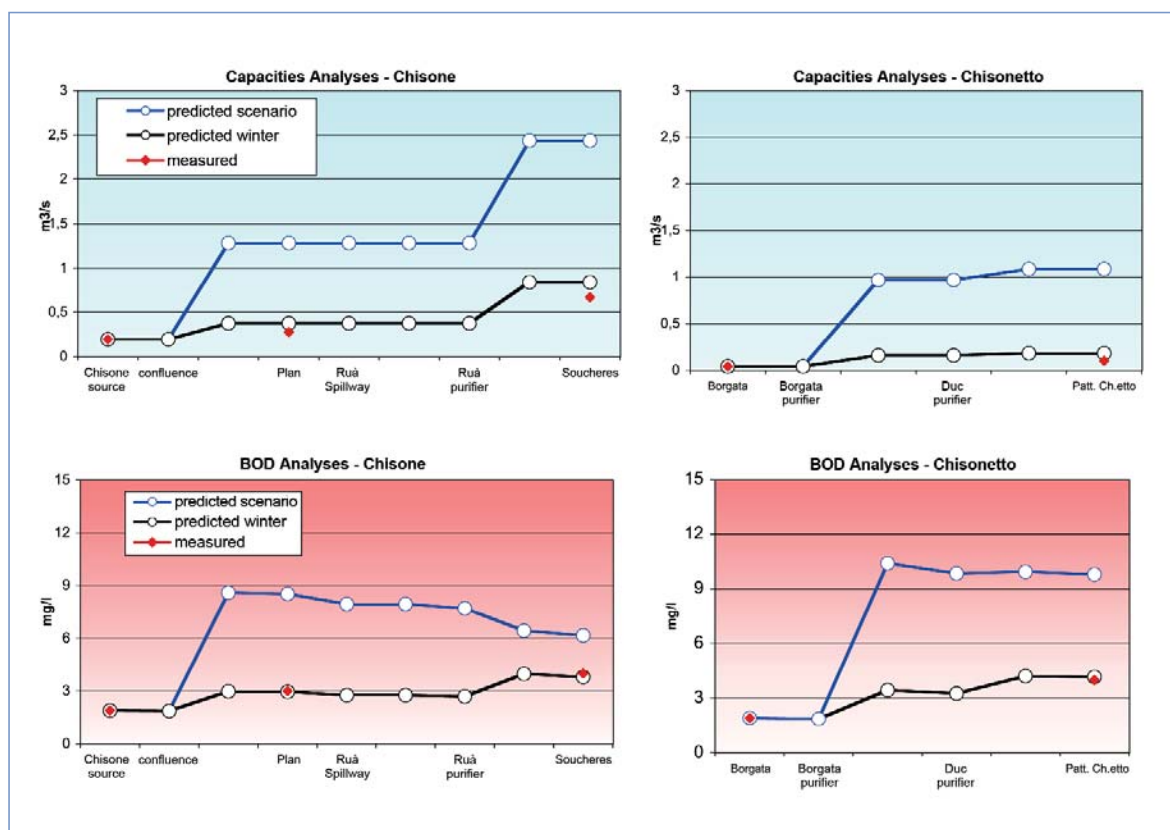 Capacities Analyses - Chisone
3
2,5
2
1,5
1
0,5
0
m3/s
predicted scenario
predicted winter
measured
Chisone
source
confluence
Plan
Ruà
Spillway
Ruà
purifier
Soucheres
Capacities Analyses - Chisonetto
3
2,5
2
1,5
1
0,5
0
m3/s
Borgata
Borgata
purifier
Duc
purifier
Patt. Ch.etto
BOD Analyses - Chisone
15
12
9
6
3
0
mg/l
predicted scenario
predicted winter
measured
Chisone
source
confluence
Plan
Ruà
Spillway
Ruà
purifier
Soucheres
BOD Analyses - Chisonetto
15
12
9
6
3
0
mg/l
Borgata
Borgata
purifier
Duc
purifier
Patt. Ch.etto